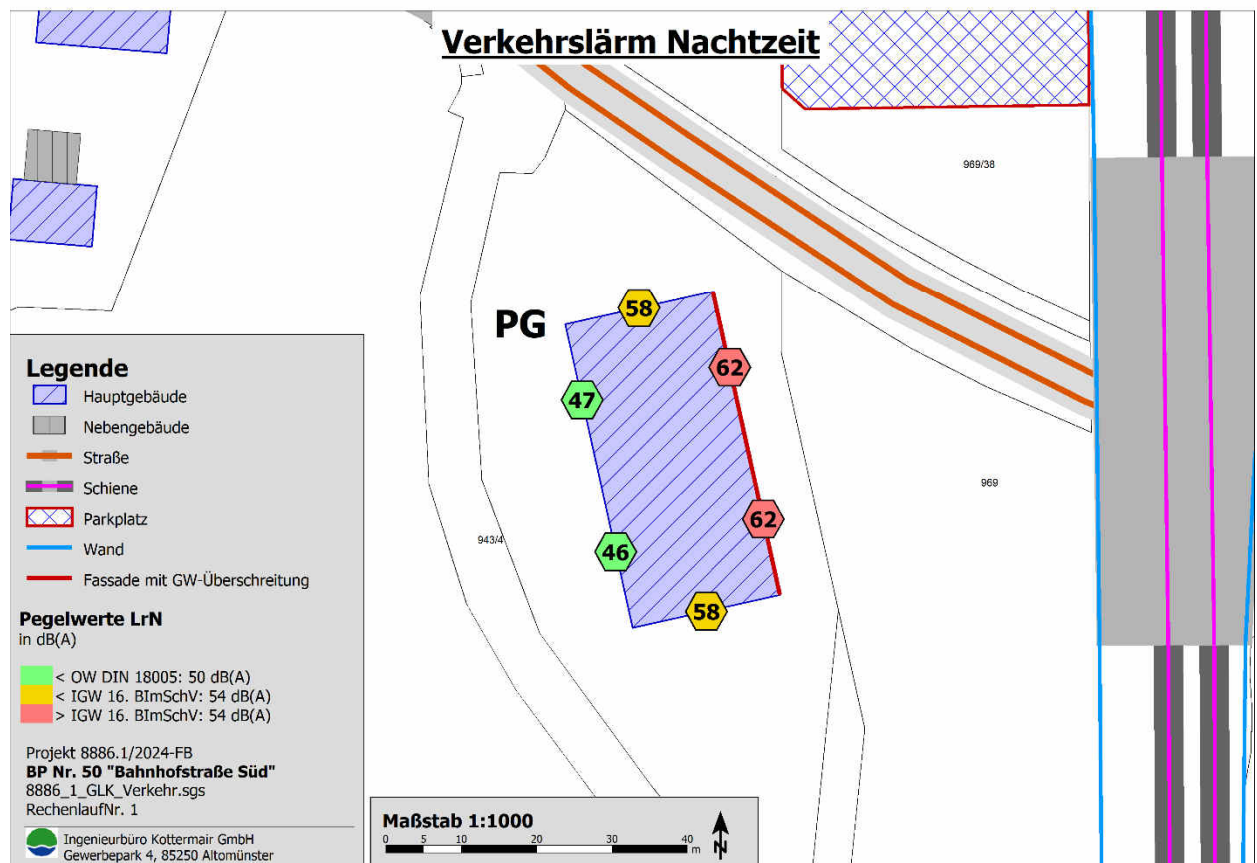 Verkehrslärm Nachtzeit
969/38
PG
58
62
47
62
46
58
943/4
969
Legende
Hauptgebäude
Nebengebäude
Straße
Schiene
Parkplatz
Wand
Fassade mit GW-Überschreitung
Pegelwerte LrN
in dB(A)
< OW DIN 18005: 50 dB(A)
< IGW 16. BImSchV: 54 dB(A)
> IGW 16. BImSchV: 54 dB(A)
Projekt 8886.1/2024-FB
BP Nr. 50 "Bahnhofstraße Süd"
8886_1_GLK_Verkehr.sgs
RechenlaufNr. 1
Ingenieurbüro Kottermair GmbH
Gewerbepark 4, 85250 Altomünster
Maßstab 1:1000
0 5 10 20 30 40
m
N